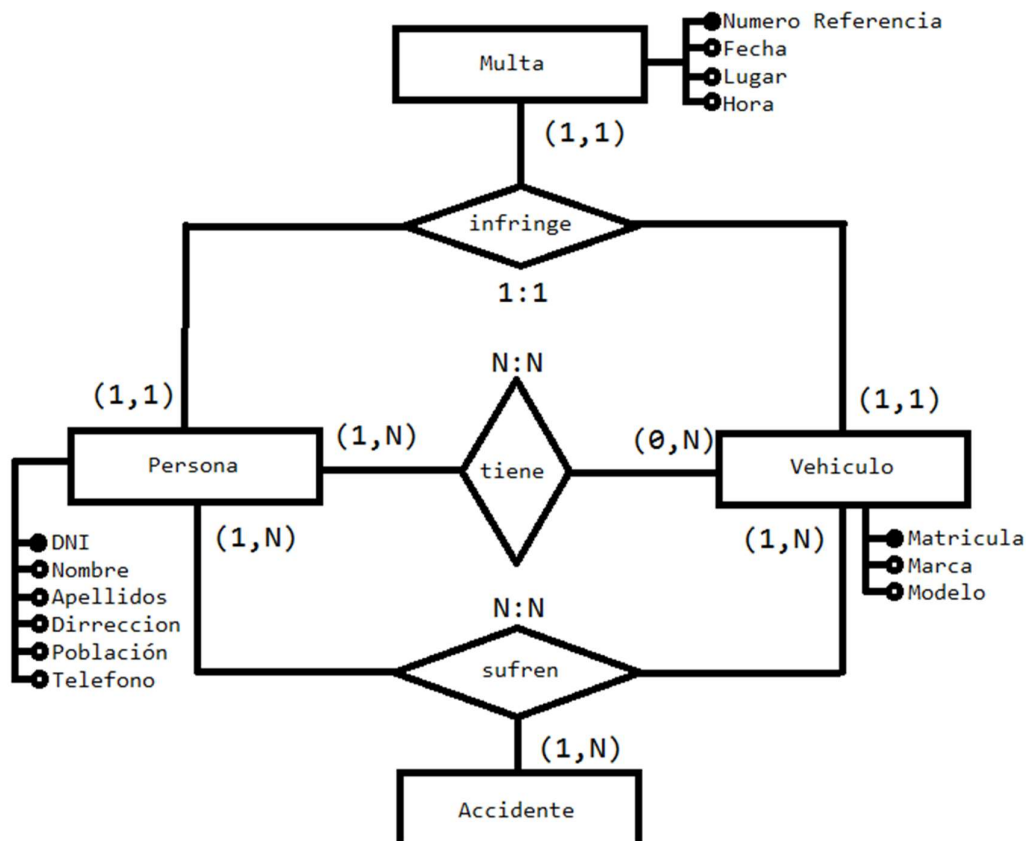 Numero Referencia
Multa
Fecha
Lugar
Hora
(1,1)
infringe
1:1
N:N
(1,1)
(1,1)
(1,N)
(0,N)
Persona
tiene
Vehiculo
(1,N)
(1,N)
DNI
Nombre
Apellidos
Dirreccion
Población
Telefono
Matricula
Marca
Modelo
N:N
sufren
(1,N)
Accidente